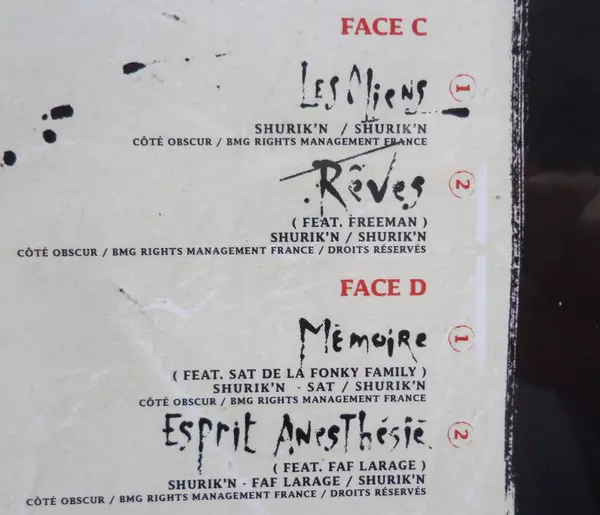 FACE C
Les Miens 1
SHURIK'N / SHURIK'N
CÔTÉ OBSCUR / BMG RIGHTS MANAGEMENT FRANCE
Rêves 2
( FEAT. FREEMAN )
SHURIK'N / SHURIK'N
CÔTÉ OBSCUR / BMG RIGHTS MANAGEMENT FRANCE / DROITS RÉSERVÉS
FACE D
Mémoire 1
( FEAT. SAT DE LA FONKY FAMILY )
SHURIK'N - SAT / SHURIK'N
CÔTÉ OBSCUR / BMG RIGHTS MANAGEMENT FRANCE
Esprit Anesthésié 2
( FEAT. FAF LARAGE )
SHURIK'N - FAF LARAGE / SHURIK'N
CÔTÉ OBSCUR / BMG RIGHTS MANAGEMENT FRANCE / DROITS RÉSERVÉS